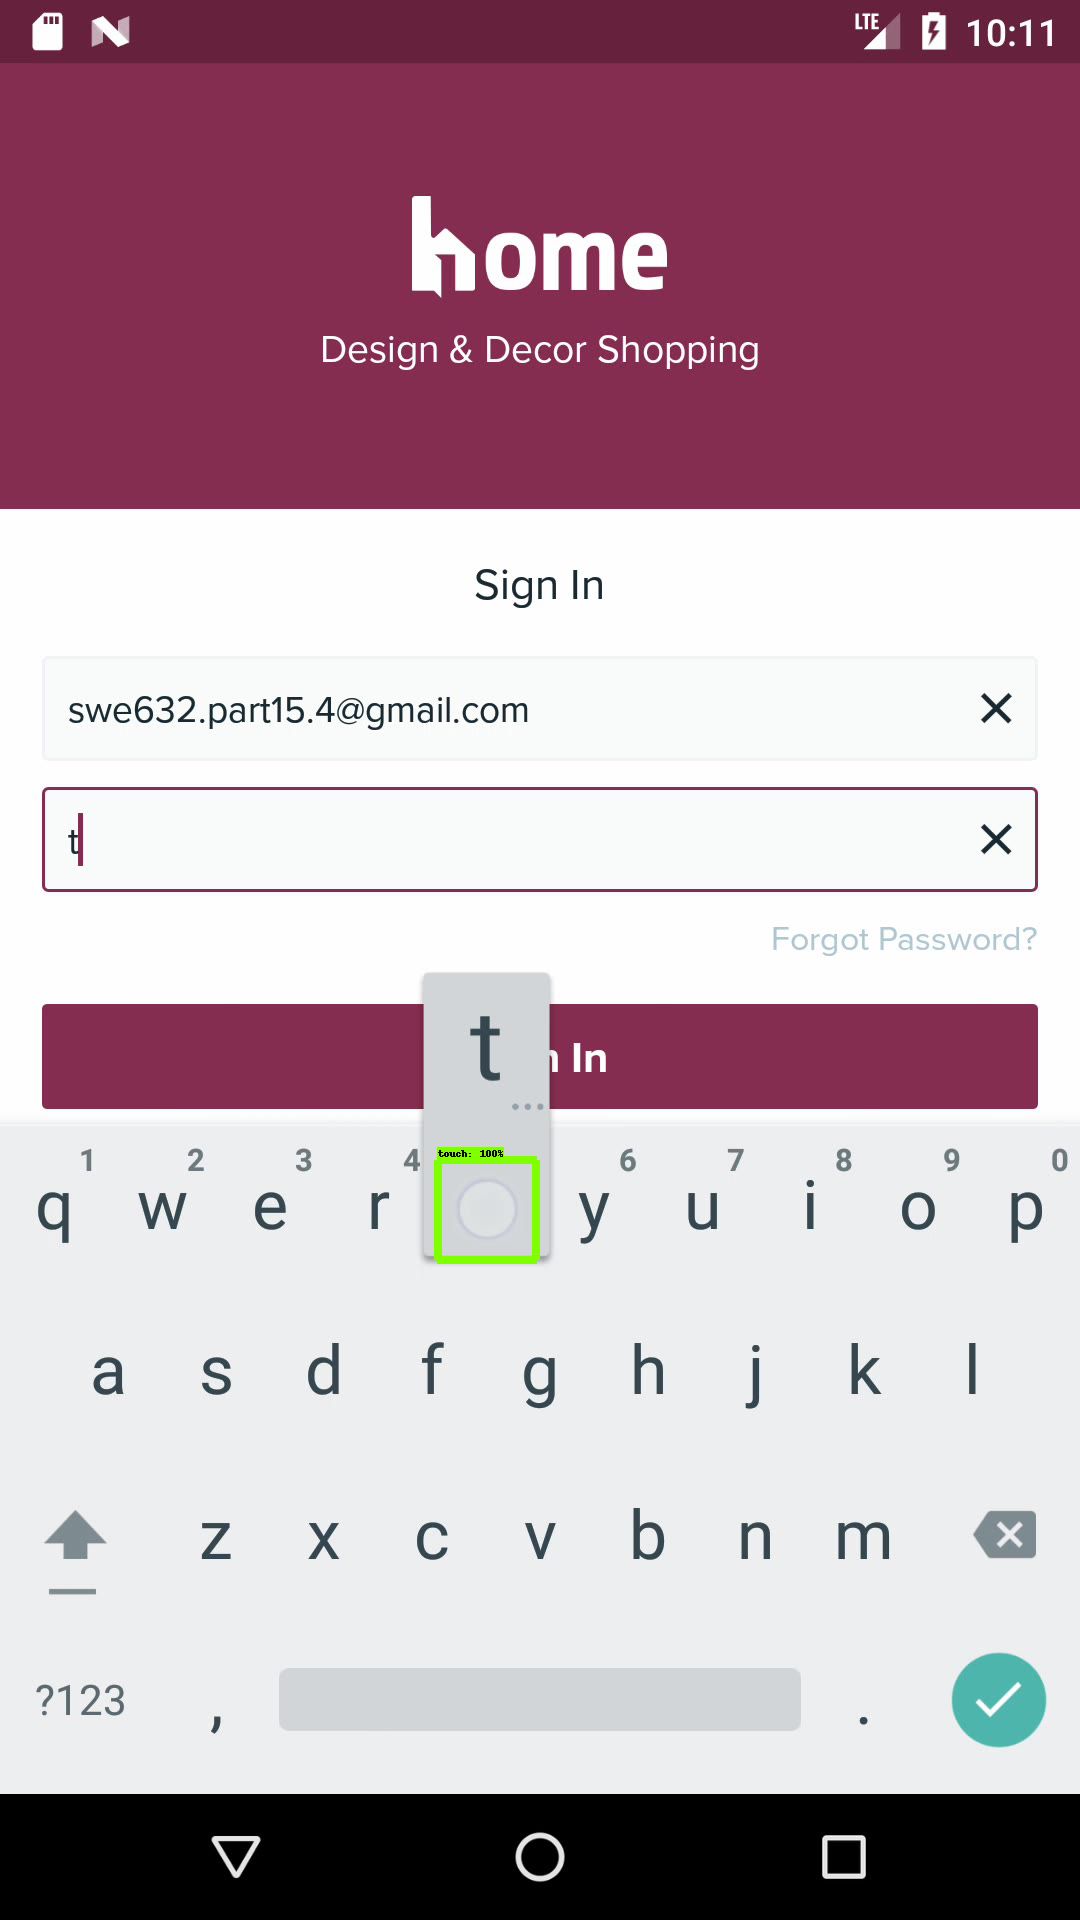 LTE 10:11
home
Design & Decor Shopping
Sign In
swe632.part15.4@gmail.com
t
Forgot Password?
n In
t
touch: 100%
1 2 3 4 6 7 8 9 0
q w e r y u i o p
a s d f g h j k l
z x c v b n m
?123 , .